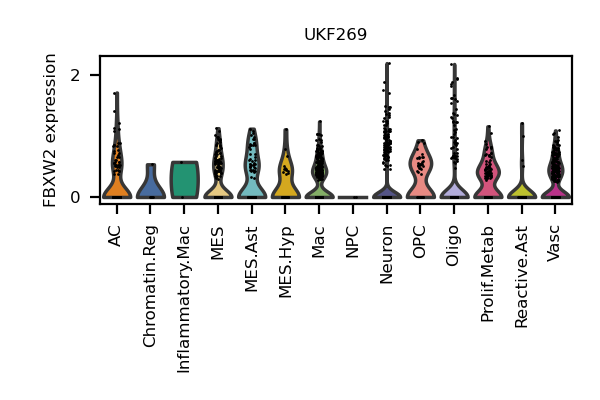 UKF269
FBXW2 expression
2
0
AC
Chromatin.Reg
Inflammatory.Mac
MES
MES.Ast
MES.Hyp
Mac
NPC
Neuron
OPC
Oligo
Prolif.Metab
Reactive.Ast
Vasc